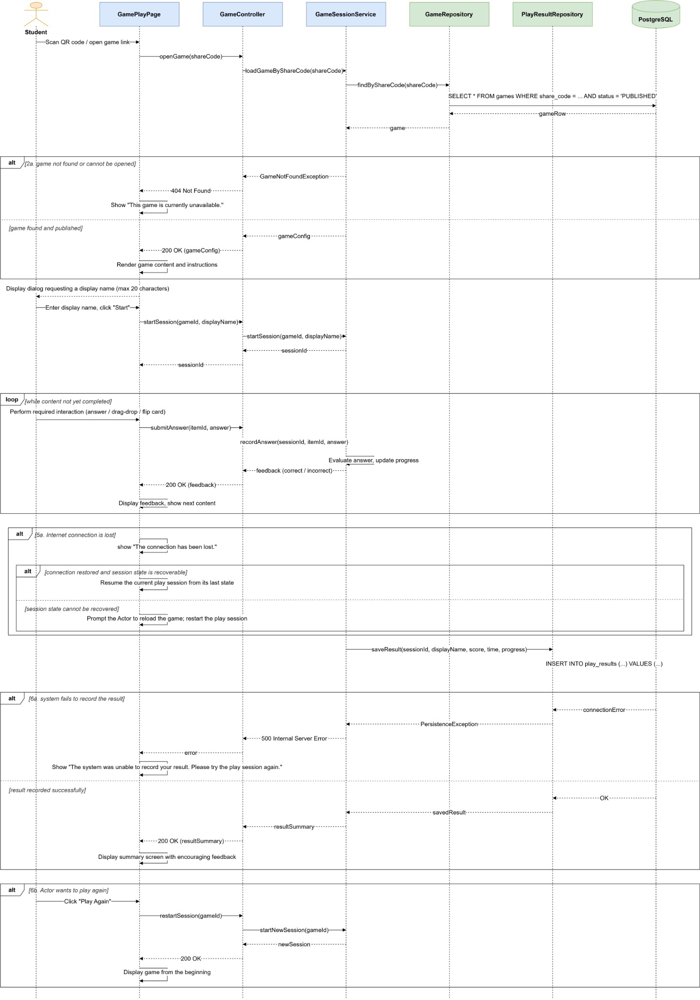 Student
GamePlayPage
GameController
GameSessionService
GameRepository
PlayResultRepository
PostgreSQL
Scan QR code / open game link
openGame(shareCode)
loadGameByShareCode(shareCode)
findByShareCode(shareCode)
SELECT * FROM games WHERE share_code = ... AND status = 'PUBLISHED'
gameRow
game
alt
[2a. game not found or cannot be opened]
GameNotFoundException
404 Not Found
Show "This game is currently unavailable."
[game found and published]
gameConfig
200 OK (gameConfig)
Render game content and instructions
Display dialog requesting a display name (max 20 characters)
Enter display name, click "Start"
startSession(gameId, displayName)
startSession(gameId, displayName)
sessionId
sessionId
loop
[while content not yet completed]
Perform required interaction (answer / drag-drop / flip card)
submitAnswer(itemId, answer)
recordAnswer(sessionId, itemId, answer)
Evaluate answer, update progress
feedback (correct / incorrect)
200 OK (feedback)
Display feedback, show next content
alt
[5a. Internet connection is lost]
show "The connection has been lost."
alt
[connection restored and session state is recoverable]
Resume the current play session from its last state
[session state cannot be recovered]
Prompt the Actor to reload the game; restart the play session
saveResult(sessionId, displayName, score, time, progress)
INSERT INTO play_results (...) VALUES (...)
alt
[6a. system fails to record the result]
connectionError
PersistenceException
500 Internal Server Error
error
Show "The system was unable to record your result. Please try the play session again."
[result recorded successfully]
OK
savedResult
resultSummary
200 OK (resultSummary)
Display summary screen with encouraging feedback
alt
[6b. Actor wants to play again]
Click "Play Again"
restartSession(gameId)
startNewSession(gameId)
newSession
200 OK
Display game from the beginning